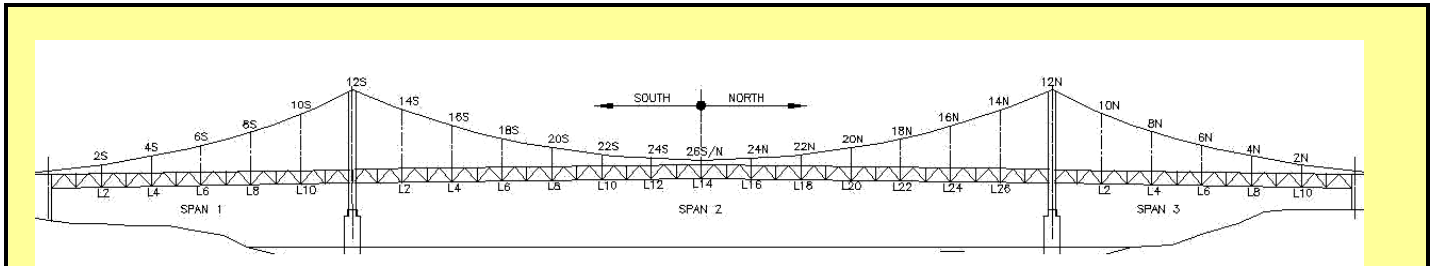 12S 12N
SOUTH NORTH
10S 14S 14N 10N
8S 16S 16N 8N
6S 18S 18N 6N
4S 20S 20N 4N
2S 22S 24S 26S/N 24N 22N 2N
L2 L4 L6 L8 L10 L2 L4 L6 L8 L10 L12 L14 L16 L18 L20 L22 L24 L26 L2 L4 L6 L8 L10
SPAN 1 SPAN 2 SPAN 3